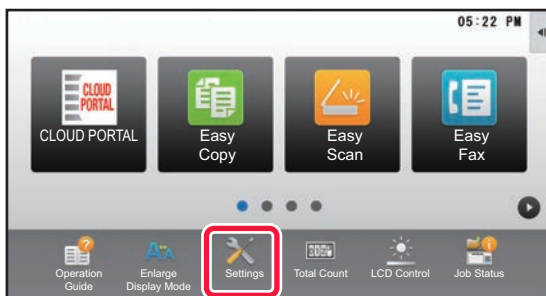 05:22 PM
CLOUD
PORTAL
CLOUD PORTAL
Easy
Copy
Easy
Scan
Easy
Fax
Operation
Guide
Enlarge
Display Mode
Settings
Total Count
LCD Control
Job Status